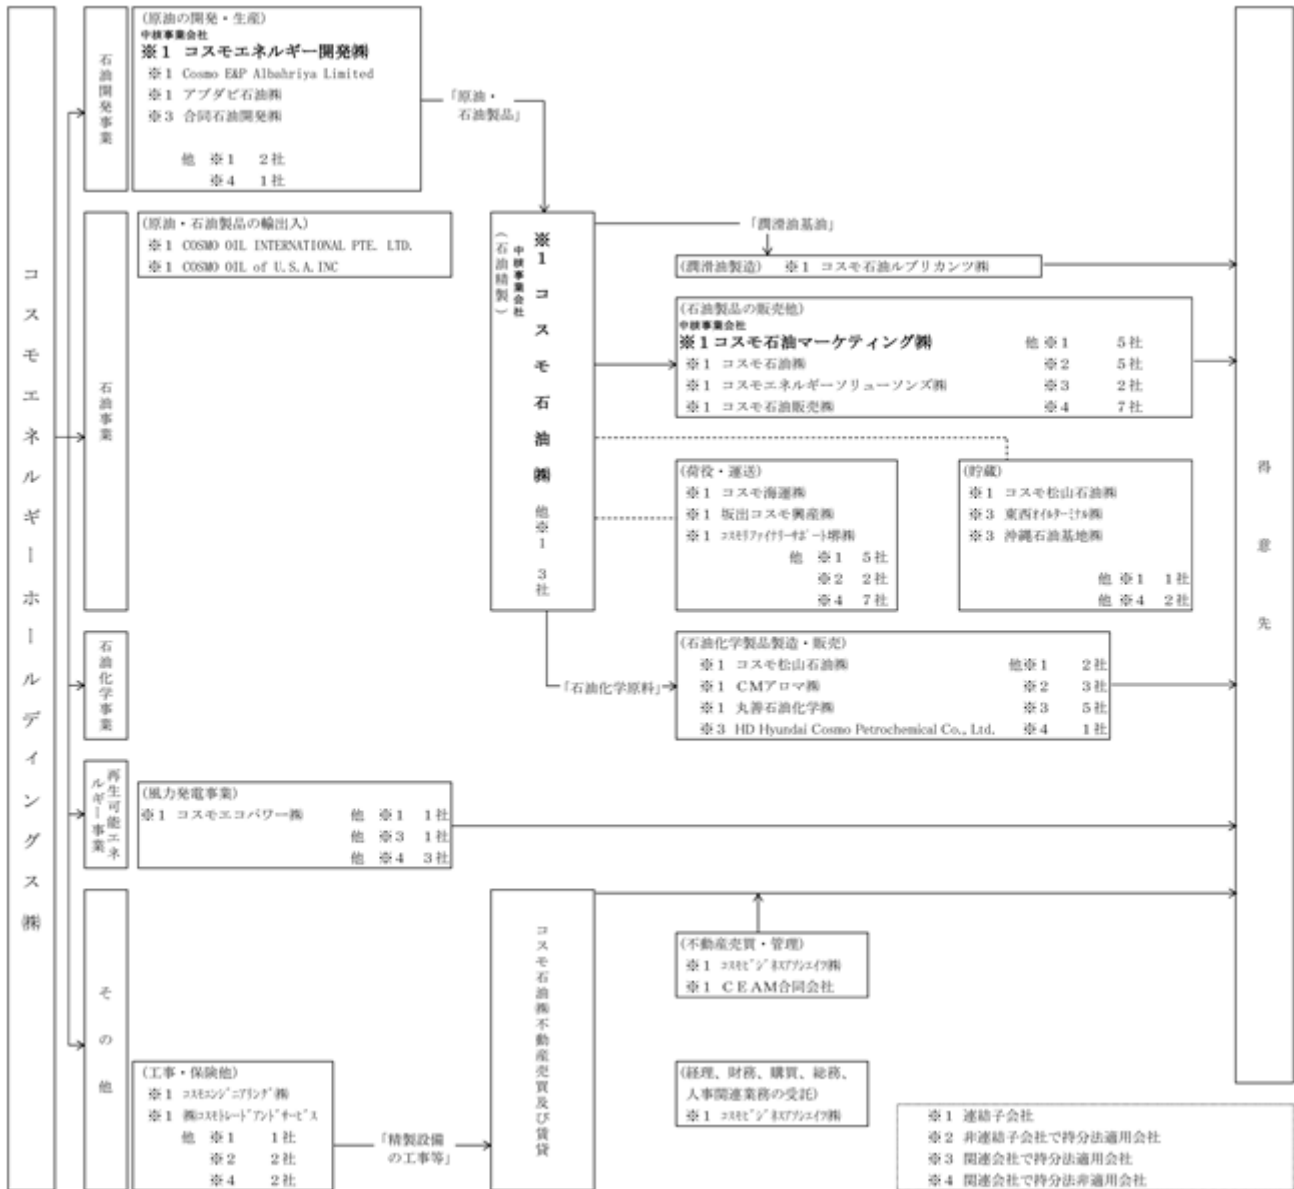 コスモエネルギーホールディングス㈱
石油開発事業
(原油の開発・生産)
中核事業会社
※1 コスモエネルギー開発㈱
※1 Cosmo E&P Albahriya Limited
※1 アブダビ石油㈱
※3 合同石油開発㈱
他 ※1 2社
※4 1社
「原油・
石油製品」
石油事業
(原油・石油製品の輸出入)
※1 COSMO OIL INTERNATIONAL PTE. LTD.
※1 COSMO OIL of U.S.A.INC
※1 コスモ石油㈱ 他※1 3社
中核事業会社
(石油精製)
「潤滑油基油」
(潤滑油製造) ※1 コスモ石油ルブリカンツ㈱
(石油製品の販売他)
中核事業会社
※1コスモ石油マーケティング㈱ 他 ※1 5社
※1 コスモ石油㈱ ※2 5社
※1 コスモエネルギーソリューションズ㈱ ※3 2社
※1 コスモ石油販売㈱ ※4 7社
(荷役・運送)
※1 コスモ海運㈱
※1 坂出コスモ興産㈱
※1 ｺｽﾓﾘﾌｧｲﾅﾘｰｻﾎﾟｰﾄ堺㈱
他 ※1 5社
※2 2社
※4 7社
(貯蔵)
※1 コスモ松山石油㈱
※3 東西ｵｲﾙﾀｰﾐﾅﾙ㈱
※3 沖縄石油基地㈱
他 ※1 1社
他 ※4 2社
石油化学事業
「石油化学原料」
(石油化学製品製造・販売)
※1 コスモ松山石油㈱ 他※1 2社
※1 CMアロマ㈱ ※2 3社
※1 丸善石油化学㈱ ※3 5社
※3 HD Hyundai Cosmo Petrochemical Co., Ltd. ※4 1社
再生可能エネ
ルギー事業
(風力発電事業)
※1 コスモエコパワー㈱ 他 ※1 1社
他 ※3 1社
他 ※4 3社
その他
(工事・保険他)
※1 ｺｽﾓｴﾝｼﾞﾆｱﾘﾝｸﾞ㈱
※1 ㈱ｺｽﾓﾄﾚｰﾄﾞｱﾝﾄﾞｻｰﾋﾞｽ
他 ※1 1社
※2 2社
※4 2社
「精製設備
の工事等」
コスモ石油㈱不動産売買及び賃貸
(不動産売買・管理)
※1 ｺｽﾓﾋﾞｼﾞﾈｽｱｿｼｴｲﾂ㈱
※1 CEAM合同会社
(経理、財務、購買、総務、
人事関連業務の受託)
※1 ｺｽﾓﾋﾞｼﾞﾈｽｱｿｼｴｲﾂ㈱
得意先
※1 連結子会社
※2 非連結子会社で持分法適用会社
※3 関連会社で持分法適用会社
※4 関連会社で持分法非適用会社